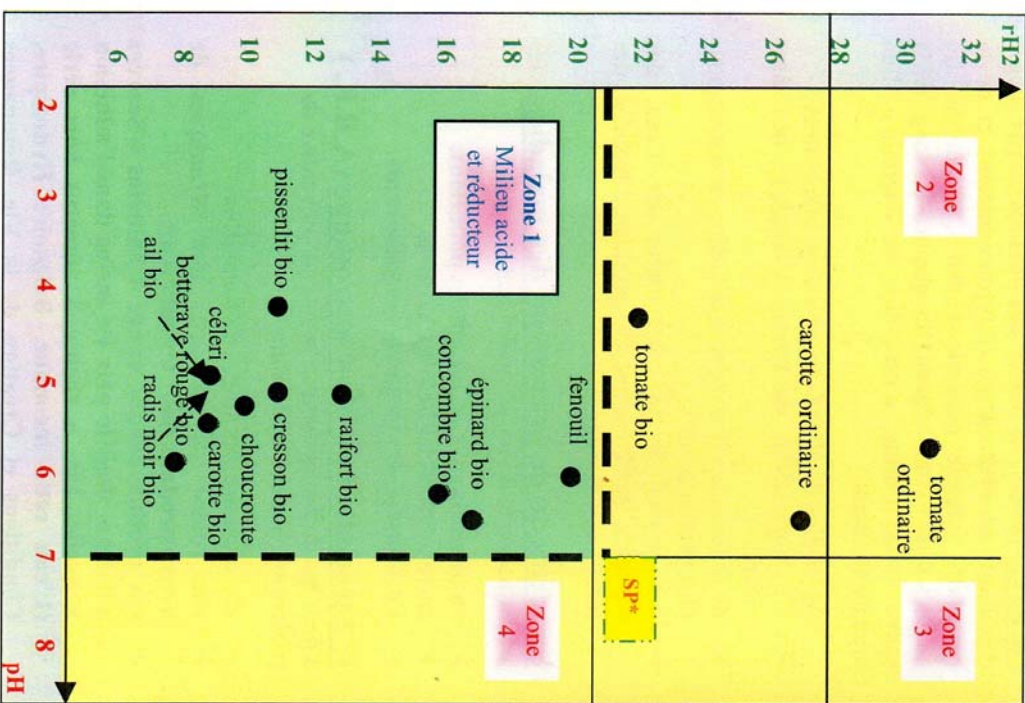 rH2
32
30
28
26
24
22
20
18
16
14
12
10
8
6
Zone
2
Zone
3
tomate
ordinaire
carotte ordinaire
tomate bio
SP*
fenouil
Zone 1
Milieu acide
et réducteur
épinard bio
concombre bio
Zone
4
raifort bio
pissenlit bio
cresson bio
choucroute
céleri
carotte bio
betterave rouge bio
ail bio
radis noir bio
2
3
4
5
6
7
8
pH